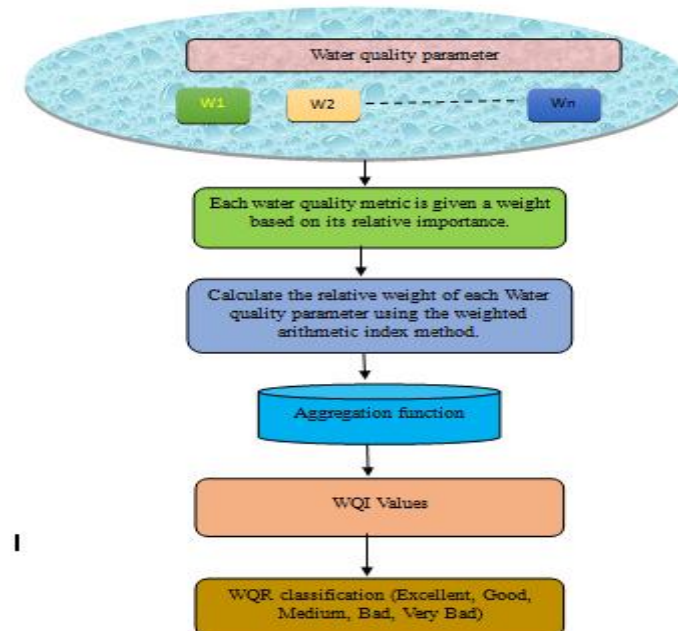 Water quality parameter
W1 W2 Wn
Each water quality metric is given a weight
based on its relative importance.
Calculate the relative weight of each Water
quality parameter using the weighted
arithmetic index method.
Aggregation function
WQI Values
I
WQR classification (Excellent, Good,
Medium, Bad, Very Bad)